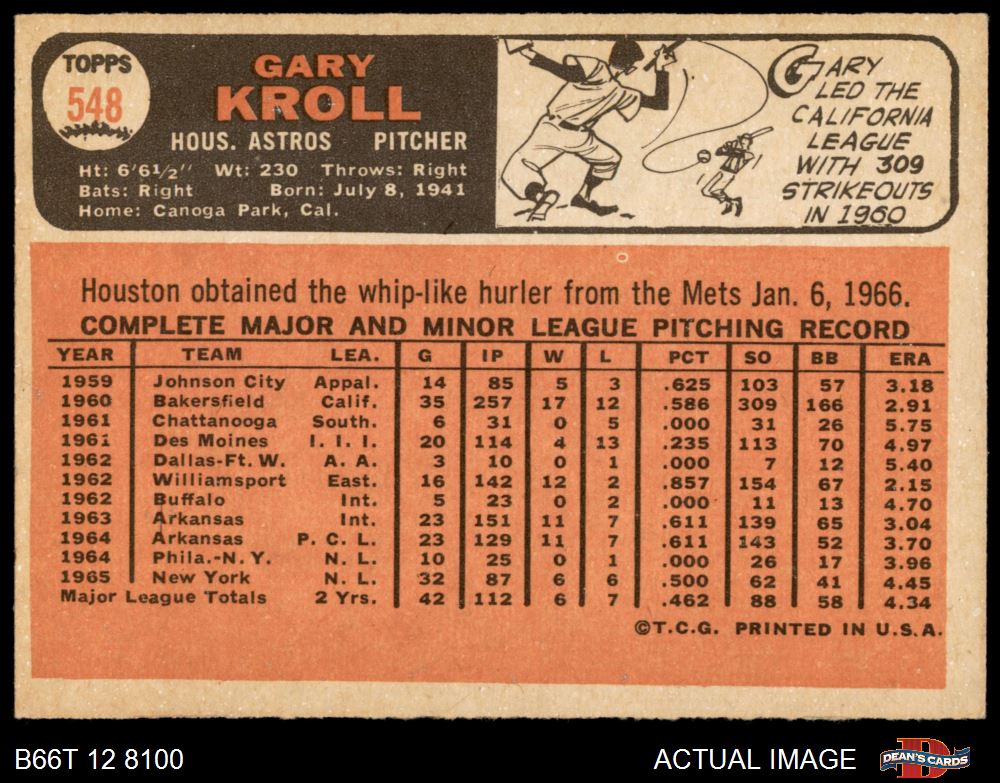 TOPPS
548
GARY
KROLL
HOUS. ASTROS PITCHER
Ht: 6'6½" Wt: 230 Throws: Right
Bats: Right Born: July 8, 1941
Home: Canoga Park, Cal.
GARY
LED THE
CALIFORNIA
LEAGUE
WITH 309
STRIKEOUTS
IN 1960
Houston obtained the whip-like hurler from the Mets Jan. 6, 1966.
COMPLETE MAJOR AND MINOR LEAGUE PITCHING RECORD
YEAR TEAM LEA. G IP W L PCT SO BB ERA
1959 Johnson City Appal. 14 85 5 3 .625 103 57 3.18
1960 Bakersfield Calif. 35 257 17 12 .586 309 166 2.91
1961 Chattanooga South. 6 31 0 5 .000 31 26 5.75
1961 Des Moines I. I. I. 20 114 4 13 .235 113 70 4.97
1962 Dallas-Ft. W. A. A. 3 10 0 1 .000 7 12 5.40
1962 Williamsport East. 16 142 12 2 .857 154 67 2.15
1962 Buffalo Int. 5 23 0 2 .000 11 13 4.70
1963 Arkansas Int. 23 151 11 7 .611 139 65 3.04
1964 Arkansas P. C. L. 23 129 11 7 .611 143 52 3.70
1964 Phila.-N. Y. N. L. 10 25 0 1 .000 26 17 3.96
1965 New York N. L. 32 87 6 6 .500 62 41 4.45
Major League Totals 2 Yrs. 42 112 6 7 .462 88 58 4.34
©T.C.G. PRINTED IN U.S.A.
B66T 12 8100 ACTUAL IMAGE DEAN'S CARDS